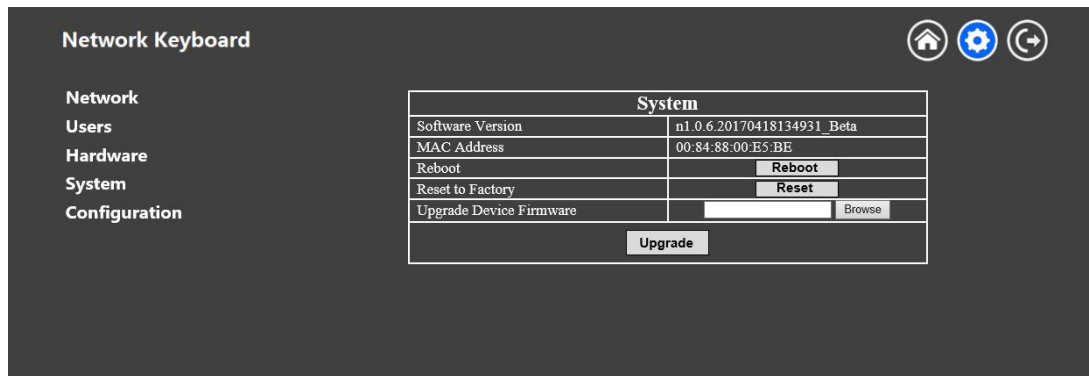 Network Keyboard
Network
Users
Hardware
System
Configuration
System
Software Version n1.0.6.20170418134931_Beta
MAC Address 00:84:88:00:E5:BE
Reboot Reboot
Reset to Factory Reset
Upgrade Device Firmware Browse
Upgrade